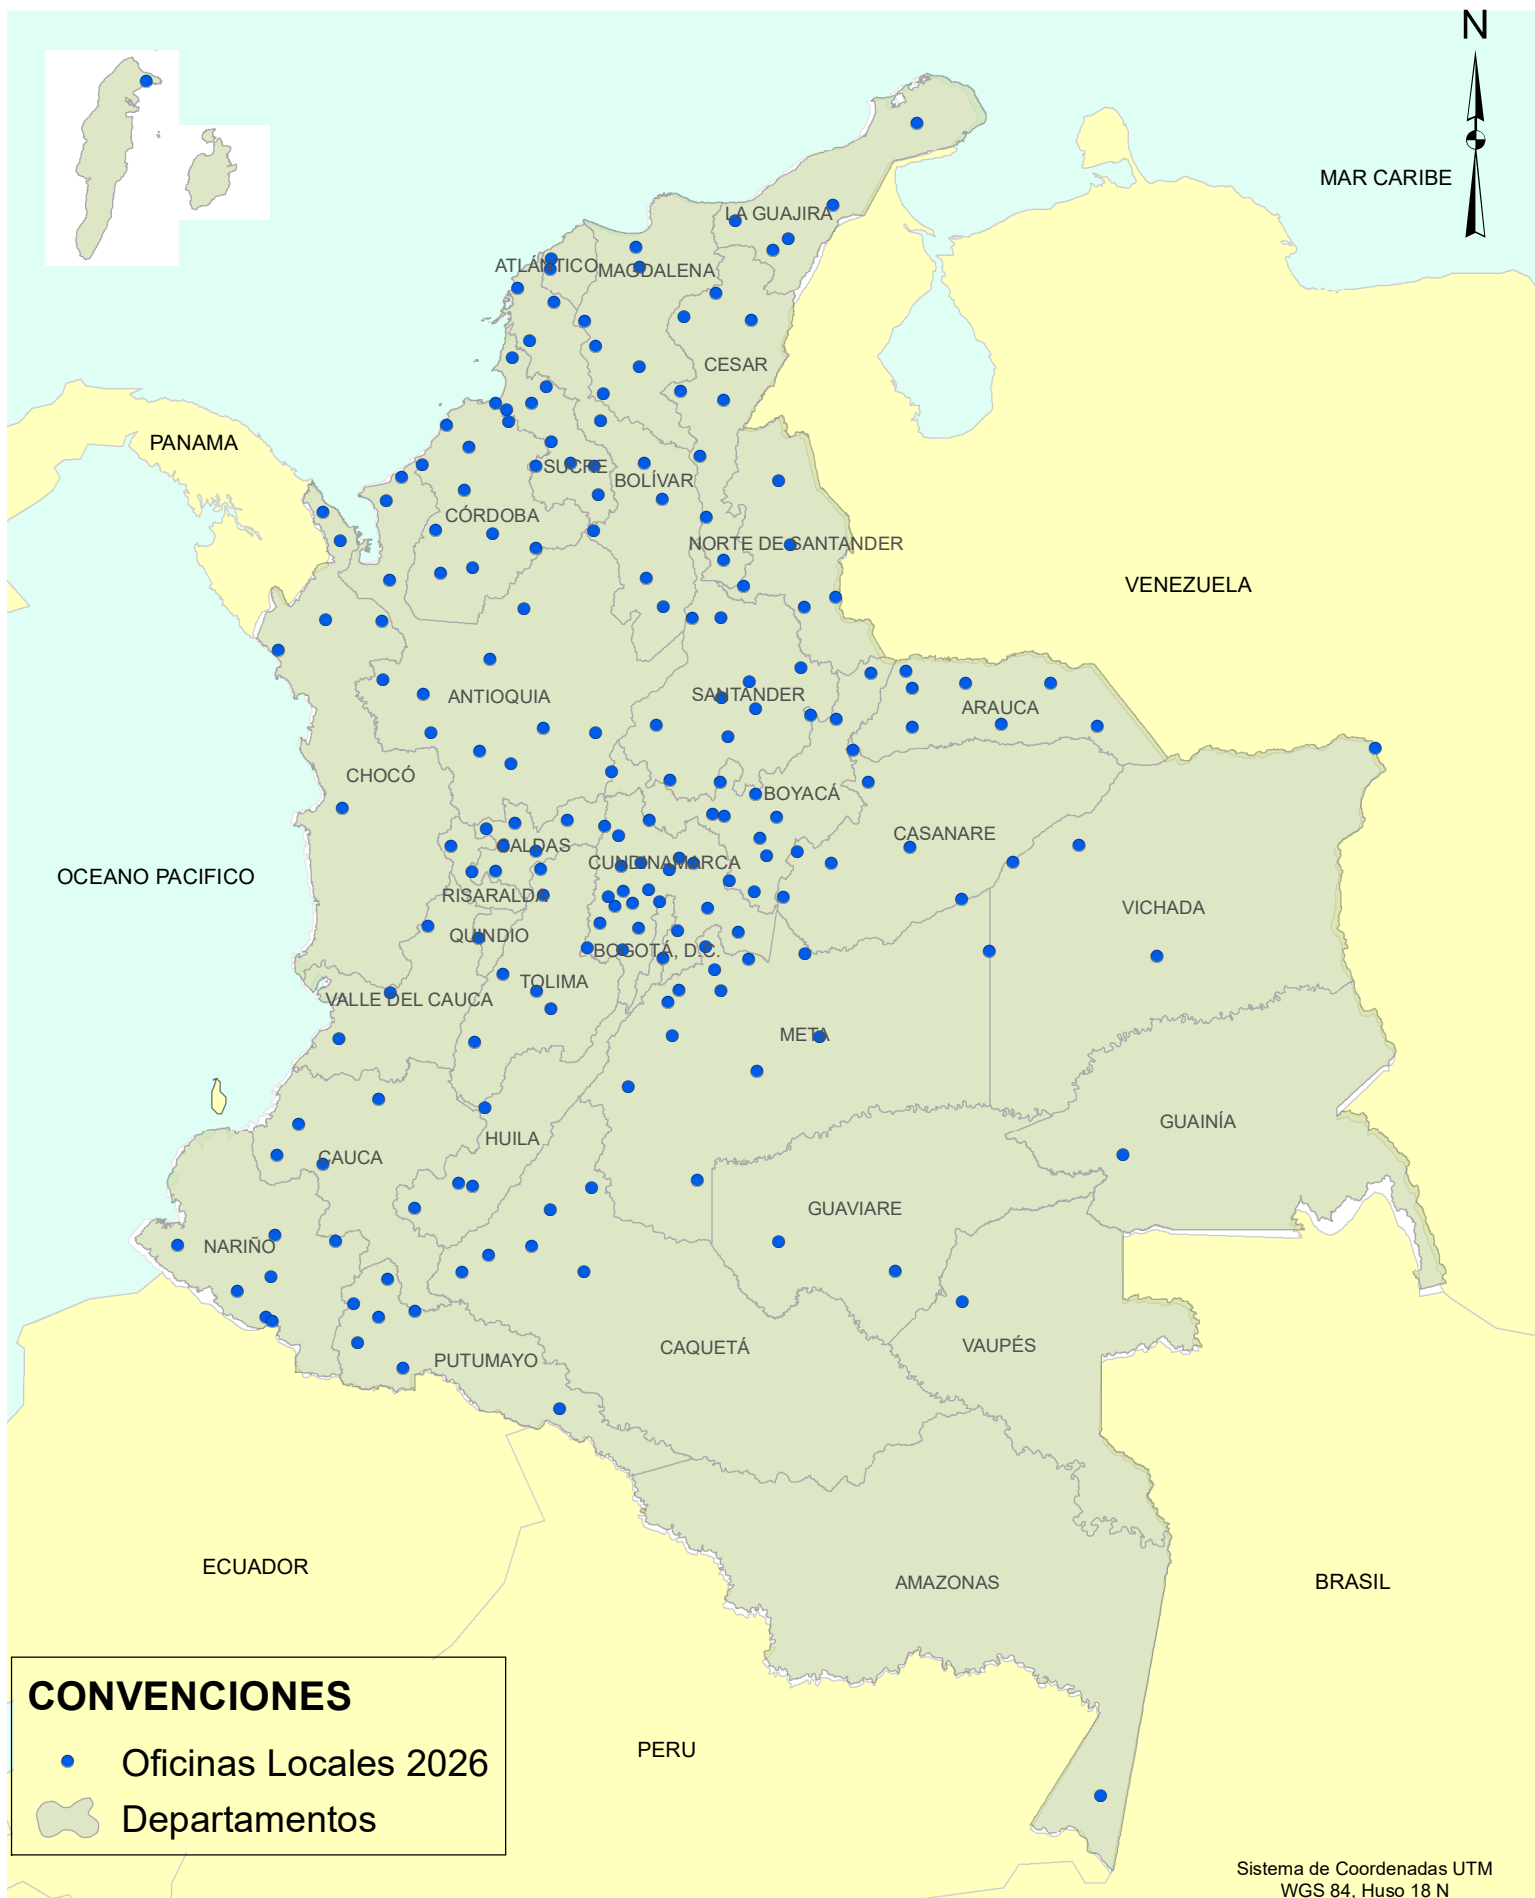 N
MAR CARIBE
LA GUAJIRA
ATLÁNTICO
MAGDALENA
CESAR
PANAMA
SUCRE
BOLÍVAR
CÓRDOBA
NORTE DE SANTANDER
VENEZUELA
ANTIOQUIA
SANTANDER
ARAUCA
CHOCÓ
BOYACÁ
CASANARE
CALDAS
CUNDINAMARCA
OCEANO PACIFICO
RISARALDA
VICHADA
QUINDIO
BOGOTÁ, D.C.
TOLIMA
VALLE DEL CAUCA
META
GUAINÍA
HUILA
CAUCA
GUAVIARE
NARIÑO
VAUPÉS
CAQUETÁ
PUTUMAYO
ECUADOR
AMAZONAS
BRASIL
PERU
CONVENCIONES
Oficinas Locales 2026
Departamentos
Sistema de Coordenadas UTM
WGS 84, Huso 18 N